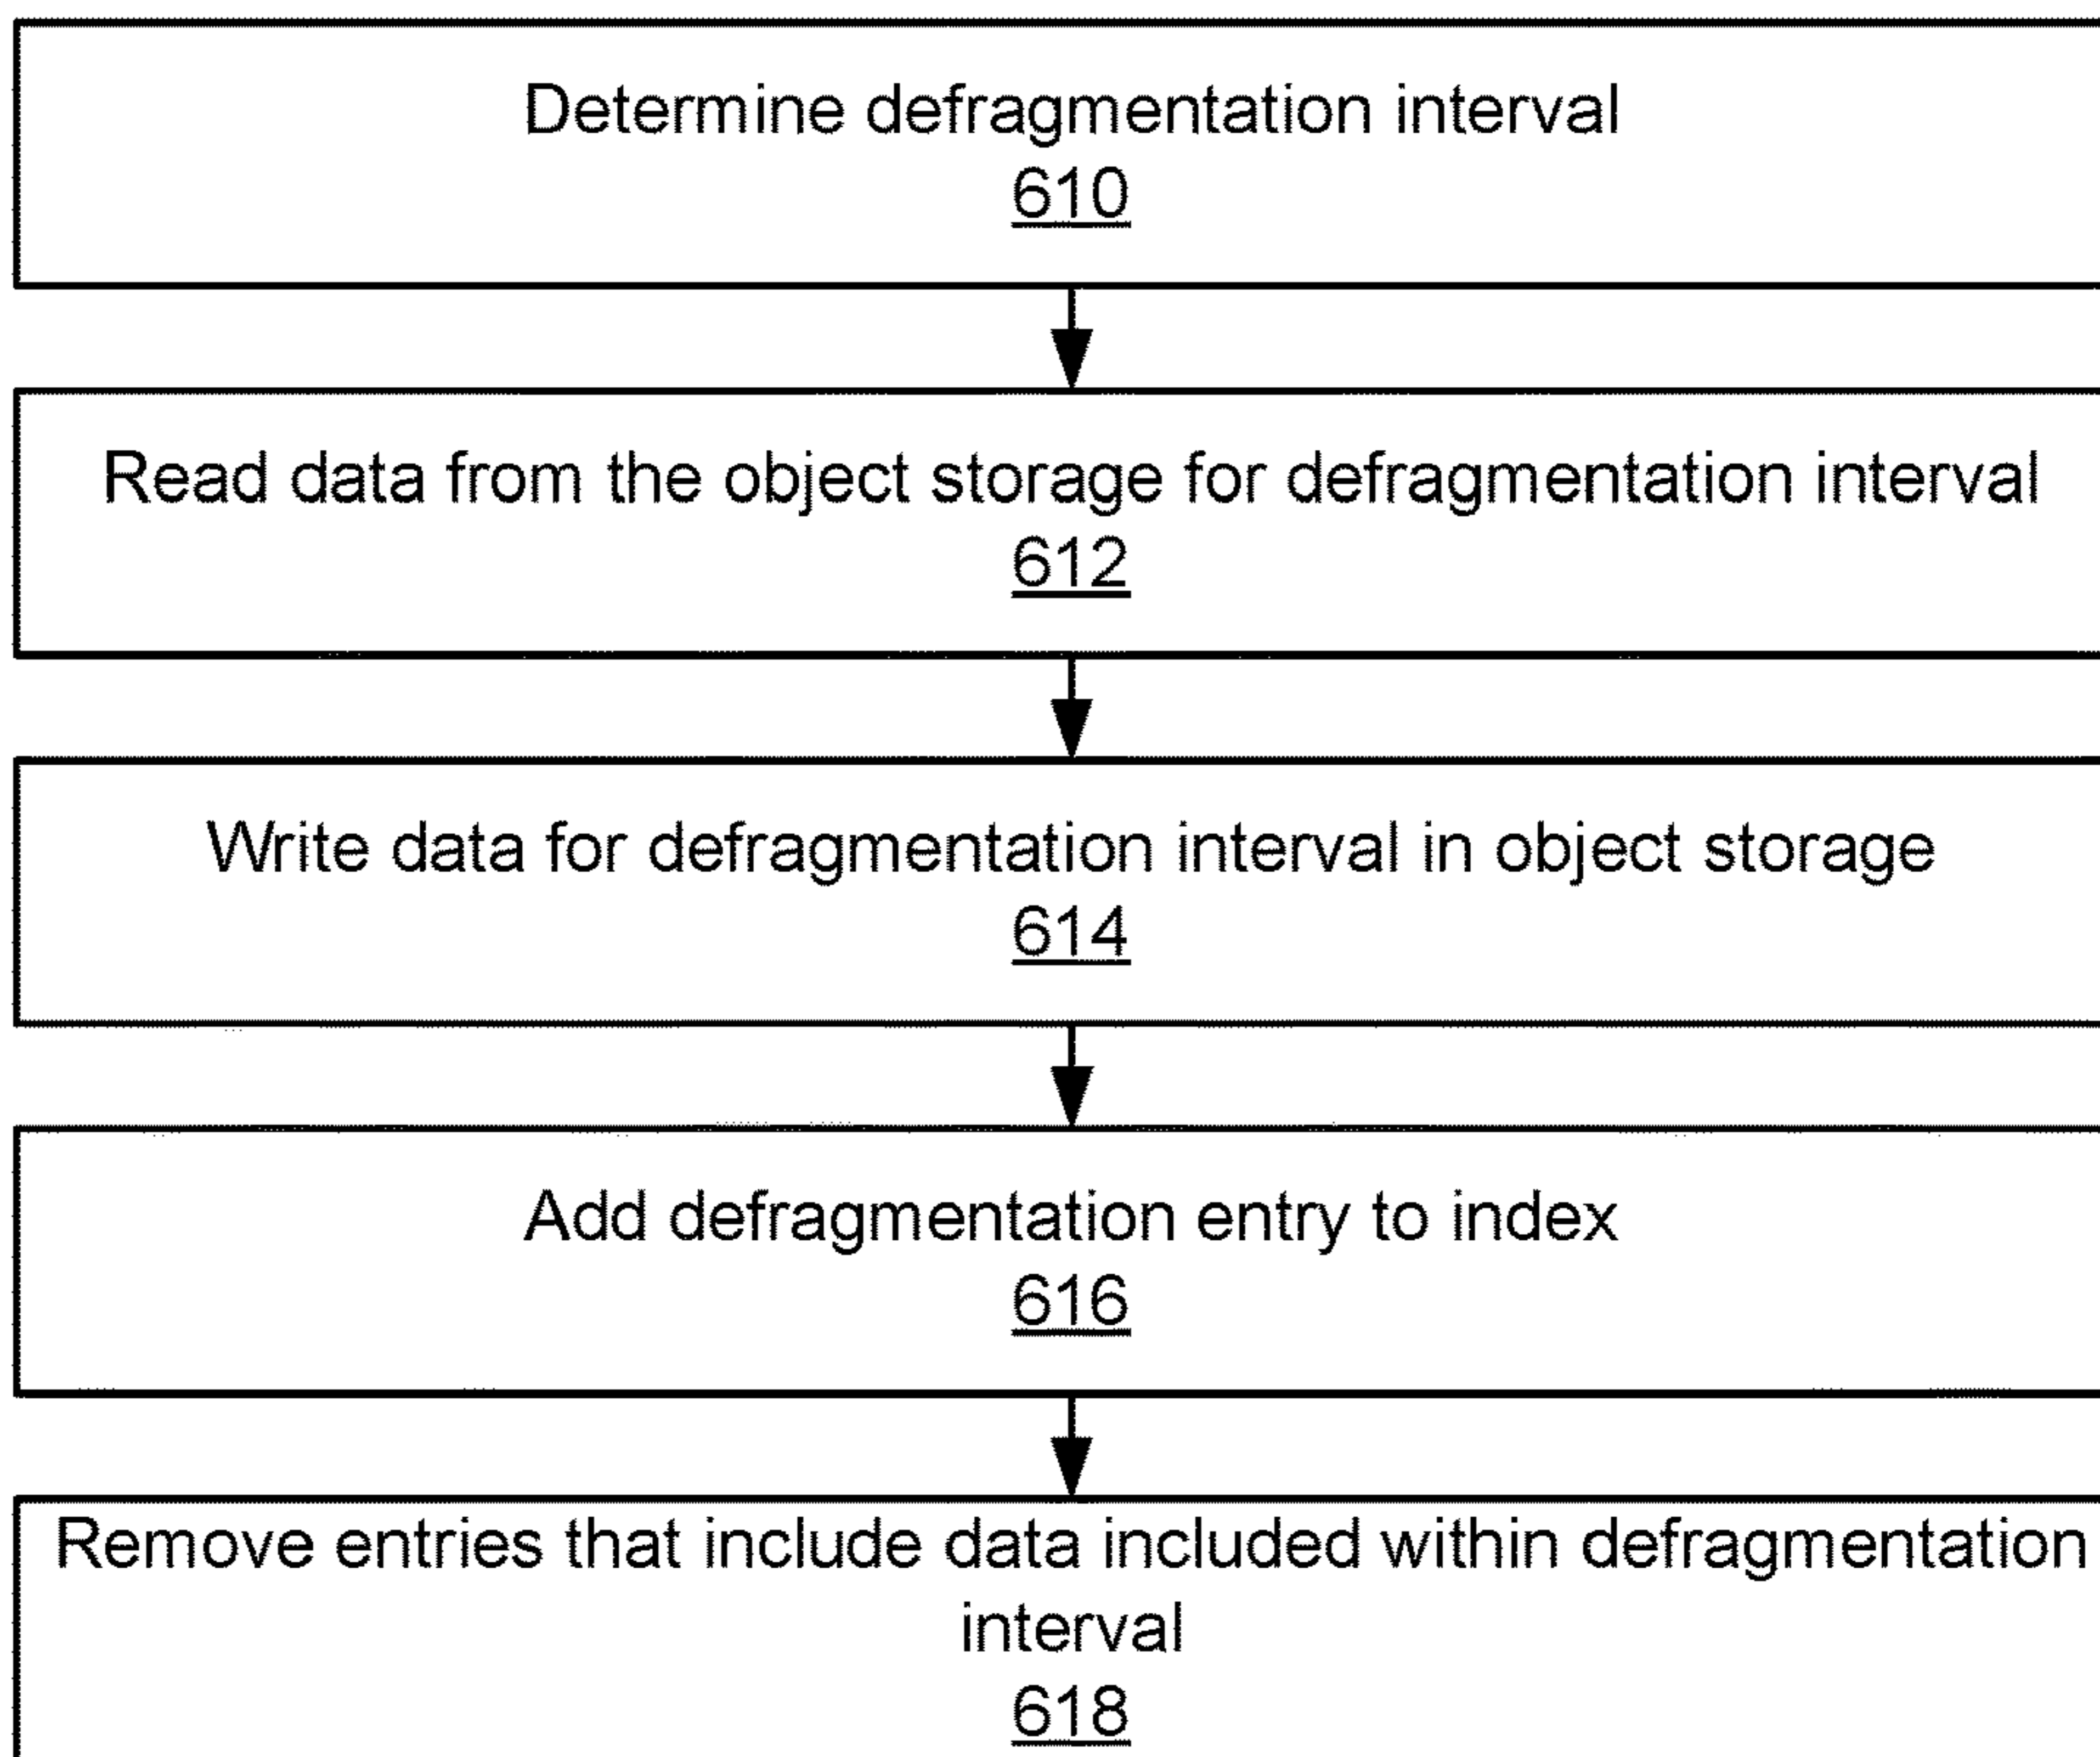 Determine defragmentation interval
610
Read data from the object storage for defragmentation interval
612
Write data for defragmentation interval in object storage
614
Add defragmentation entry to index
616
Remove entries that include data included within defragmentation
interval
618